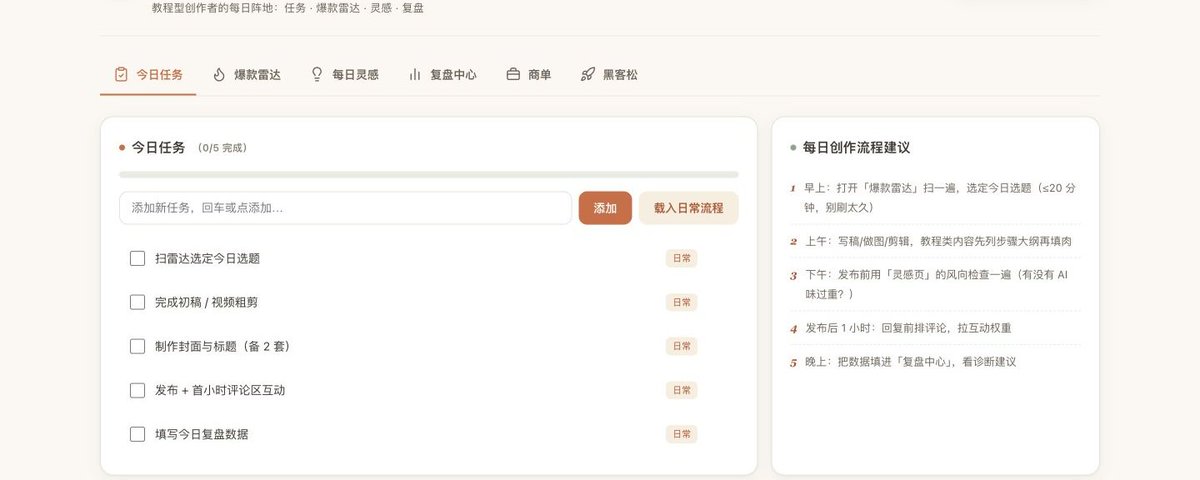 教程型创作者的每日阵地：任务 · 爆款雷达 · 灵感 · 复盘
今日任务 爆款雷达 每日灵感 复盘中心 商单 黑客松
今日任务 （0/5 完成）
添加新任务，回车或点添加... 添加 载入日常流程
扫雷达选定今日选题 日常
完成初稿 / 视频粗剪 日常
制作封面与标题（备 2 套） 日常
发布 + 首小时评论区互动 日常
填写今日复盘数据 日常
每日创作流程建议
1 早上：打开「爆款雷达」扫一遍，选定今日选题（≤20 分
钟，别刷太久）
2 上午：写稿/做图/剪辑，教程类内容先列步骤大纲再填肉
3 下午：发布前用「灵感页」的风向检查一遍（有没有 AI
味过重？）
4 发布后 1 小时：回复前排评论，拉互动权重
5 晚上：把数据填进「复盘中心」，看诊断建议